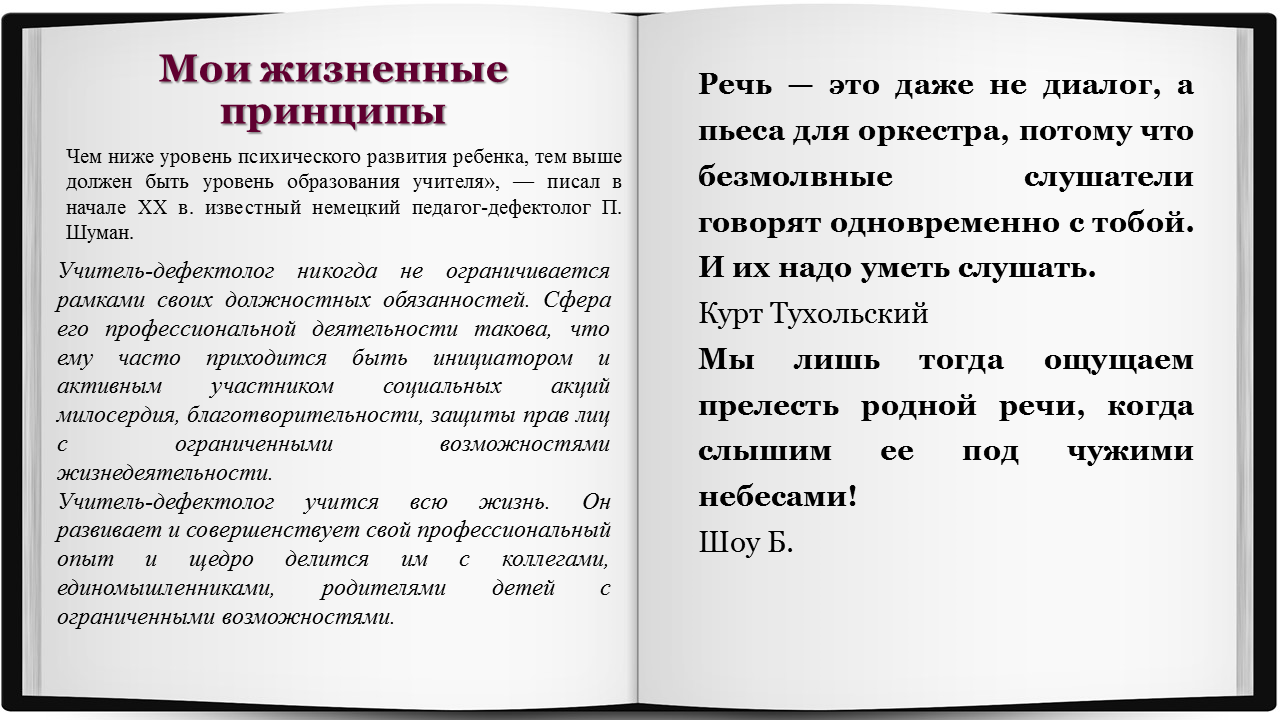 Мои жизненные
принципы
Чем ниже уровень психического развития ребенка, тем выше
должен быть уровень образования учителя», — писал в
начале XX в. известный немецкий педагог-дефектолог П.
Шуман.
Учитель-дефектолог никогда не ограничивается
рамками своих должностных обязанностей. Сфера
его профессиональной деятельности такова, что
ему часто приходится быть инициатором и
активным участником социальных акций
милосердия, благотворительности, защиты прав лиц
с ограниченными возможностями
жизнедеятельности.
Учитель-дефектолог учится всю жизнь. Он
развивает и совершенствует свой профессиональный
опыт и щедро делится им с коллегами,
единомышленниками, родителями детей с
ограниченными возможностями.
Речь — это даже не диалог, а
пьеса для оркестра, потому что
безмолвные слушатели
говорят одновременно с тобой.
И их надо уметь слушать.
Курт Тухольский
Мы лишь тогда ощущаем
прелесть родной речи, когда
слышим ее под чужими
небесами!
Шоу Б.